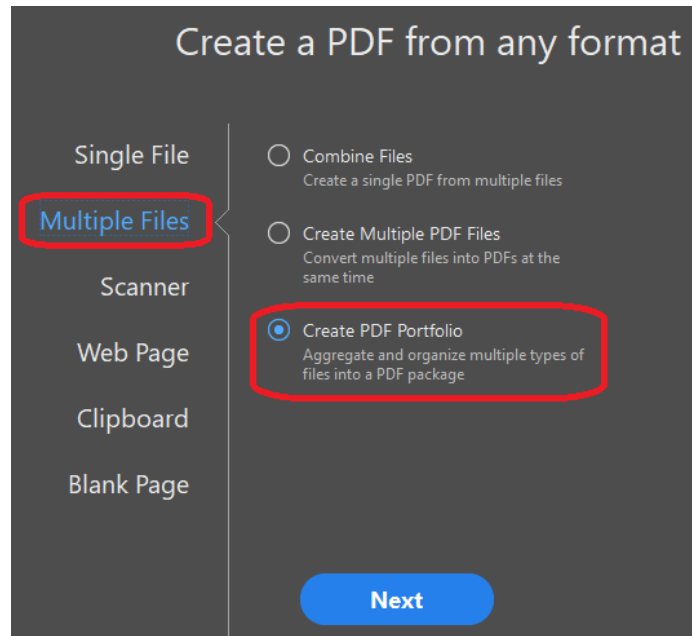 Create a PDF from any format
Single File
Multiple Files
Scanner
Web Page
Clipboard
Blank Page
Combine Files
Create a single PDF from multiple files
Create Multiple PDF Files
Convert multiple files into PDFs at the
same time
Create PDF Portfolio
Aggregate and organize multiple types of
files into a PDF package
Next